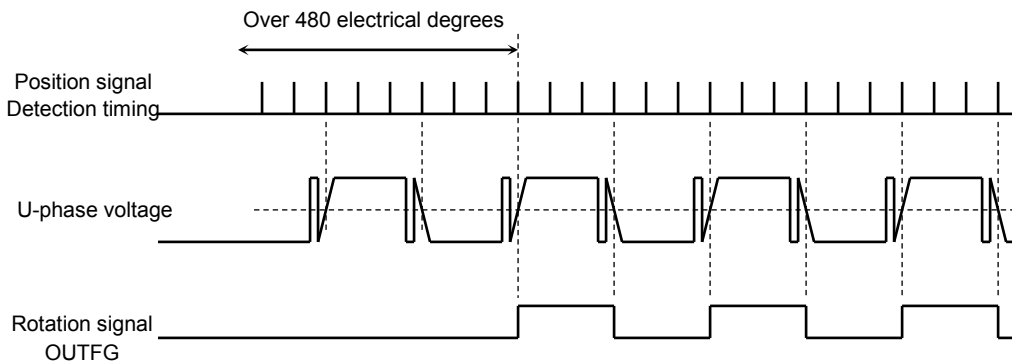 Over 480 electrical degrees
Position signal
Detection timing
U-phase voltage
Rotation signal
OUTFG